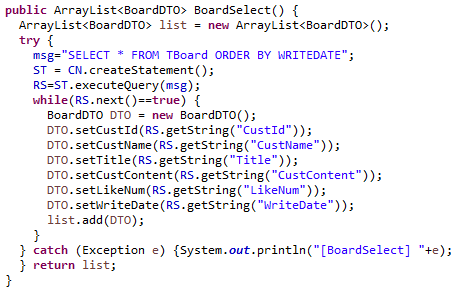 public ArrayList<BoardDTO> BoardSelect() {
  ArrayList<BoardDTO> list = new ArrayList<BoardDTO>();
  try {
    msg="SELECT * FROM TBoard ORDER BY WRITEDATE";
    ST = CN.createStatement();
    RS=ST.executeQuery(msg);
    while(RS.next()==true) {
      BoardDTO DTO = new BoardDTO();
      DTO.setCustId(RS.getString("CustId"));
      DTO.setCustName(RS.getString("CustName"));
      DTO.setTitle(RS.getString("Title"));
      DTO.setCustContent(RS.getString("CustContent"));
      DTO.setLikeNum(RS.getString("LikeNum"));
      DTO.setWriteDate(RS.getString("WriteDate"));
      list.add(DTO);
    }
  } catch (Exception e) {System.out.println("[BoardSelect] "+e);
  } return list;
}